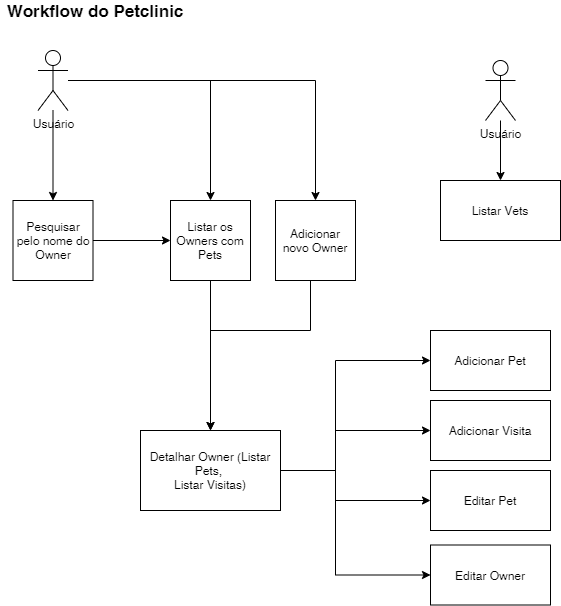 Workflow do Petclinic
Usuário
Usuário
Pesquisar
pelo nome do
Owner
Listar os
Owners com
Pets
Adicionar
novo Owner
Listar Vets
Adicionar Pet
Adicionar Visita
Detalhar Owner (Listar
Pets,
Listar Visitas)
Editar Pet
Editar Owner